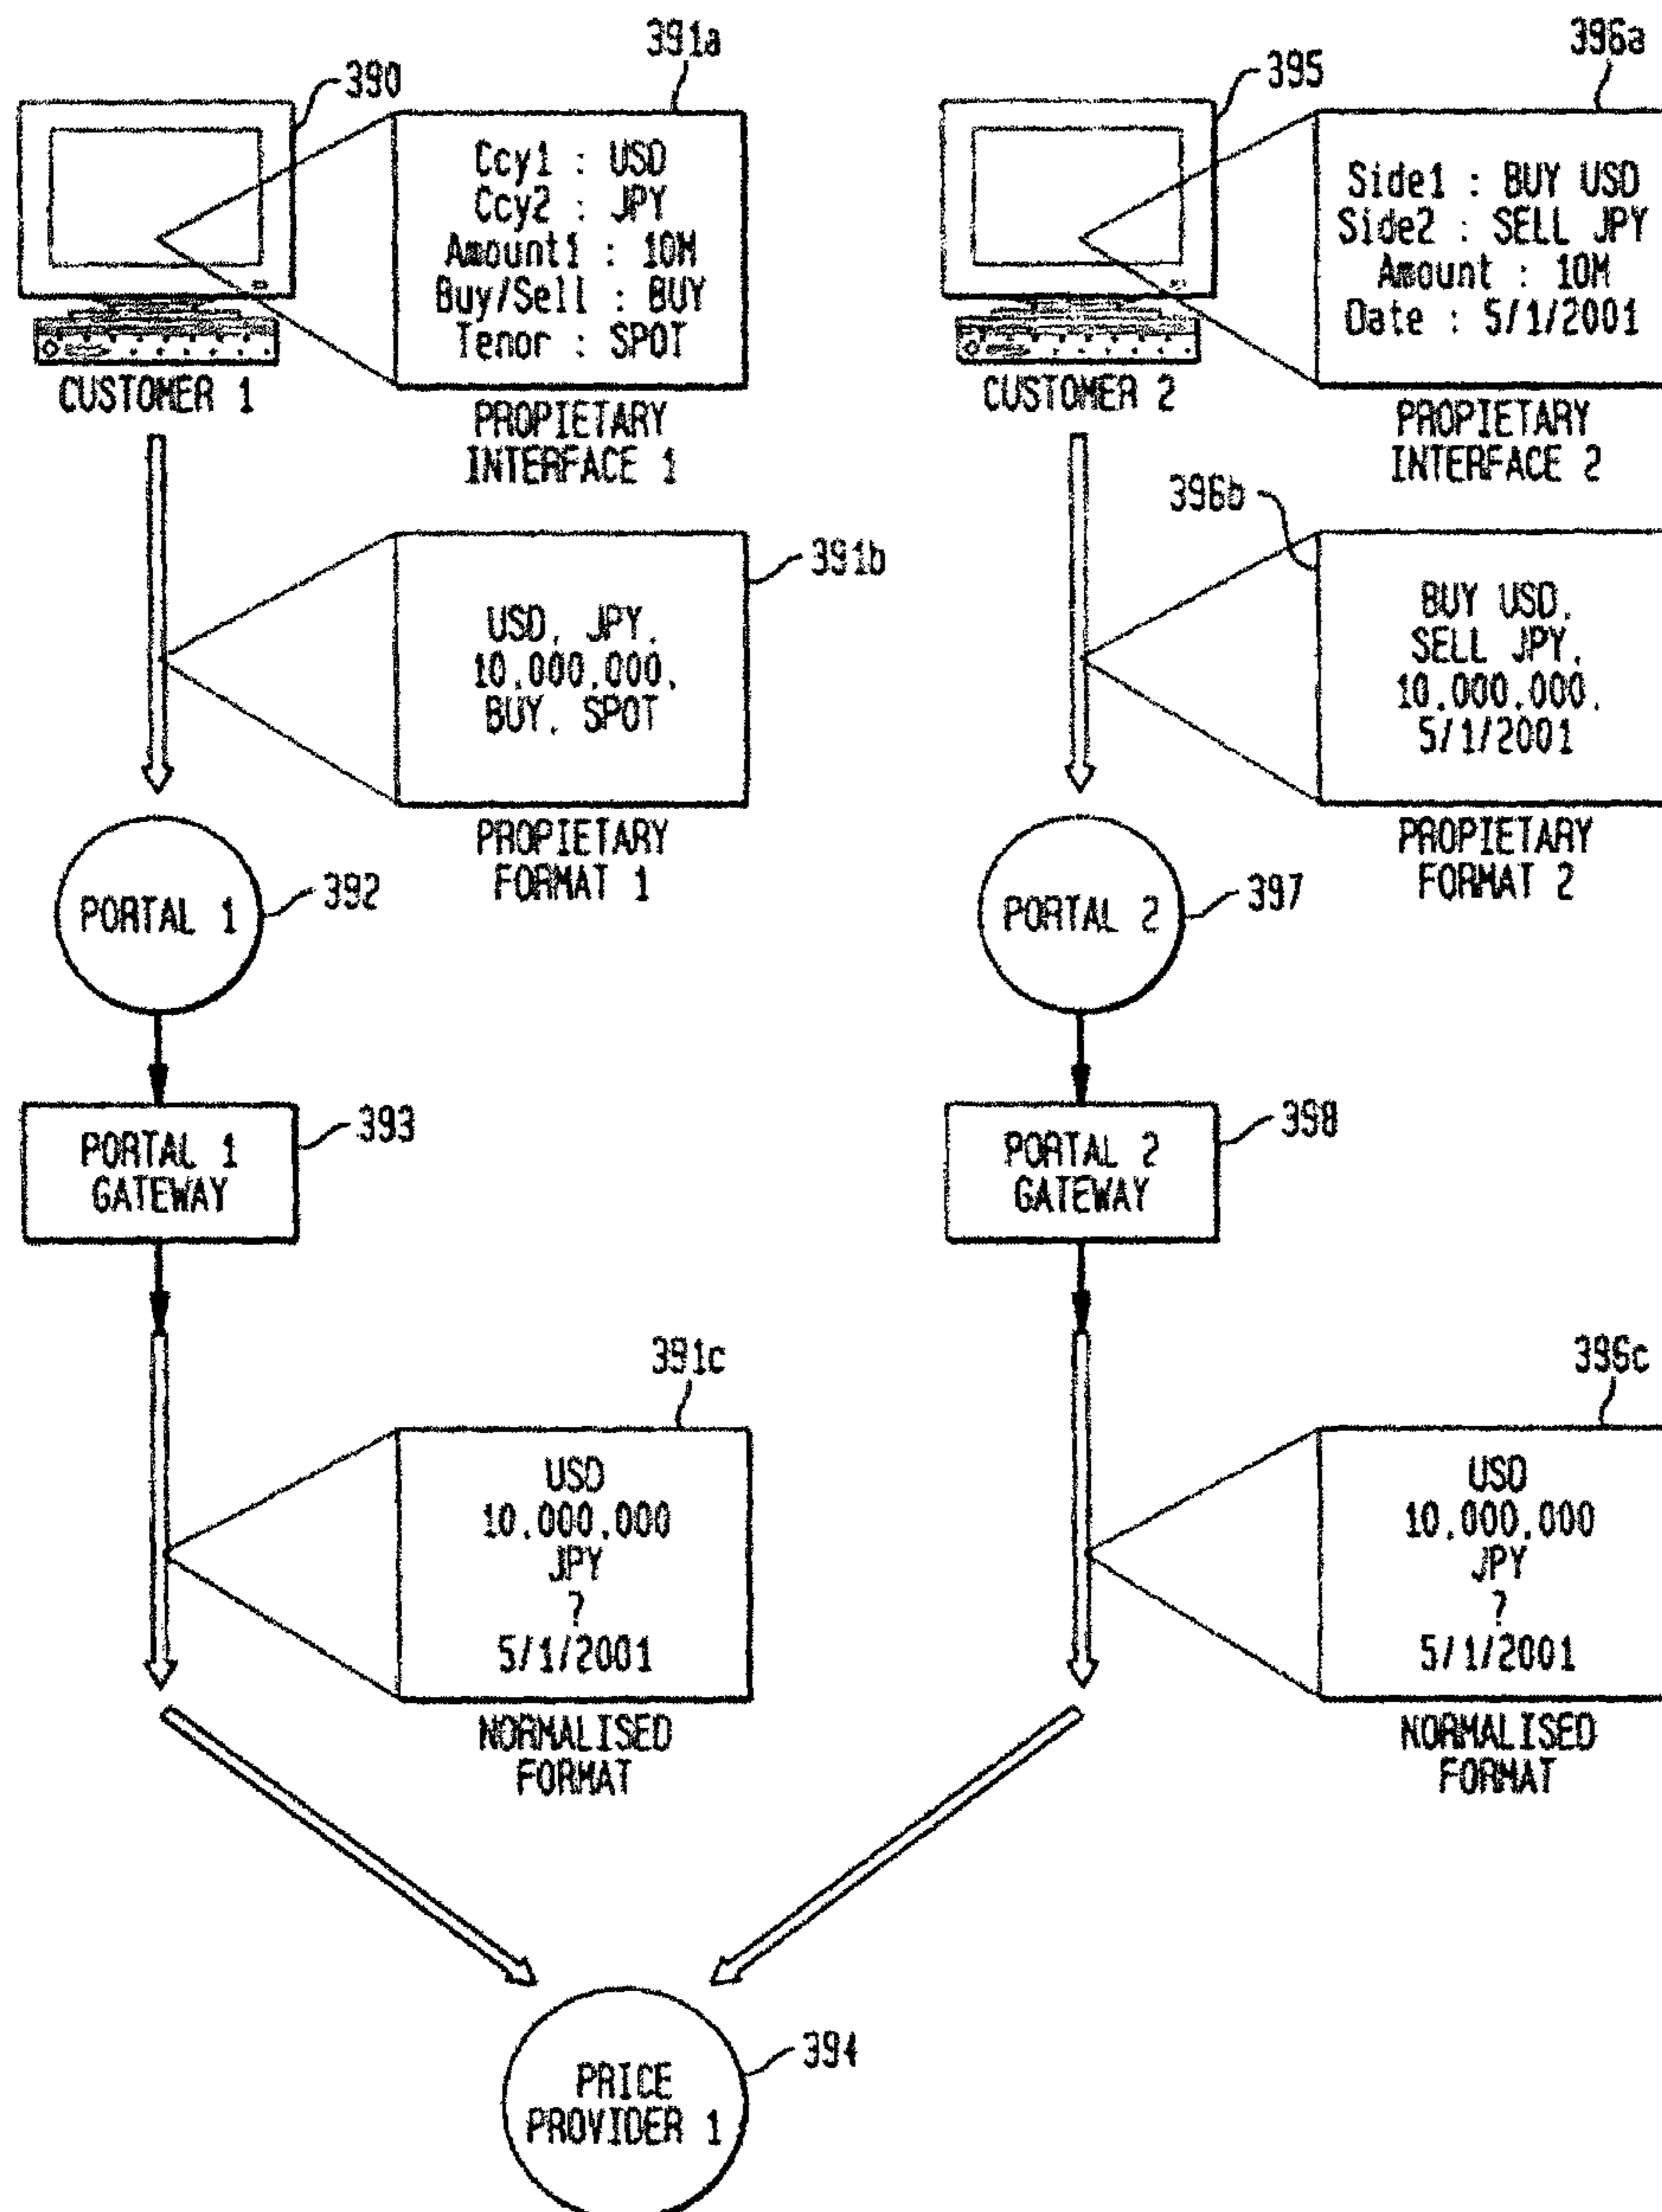 391a
396a
390
395
Ccy1 : USD
Ccy2 : JPY
Amount1 : 10M
Buy/Sell : BUY
Tenor : SPOT
Side1 : BUY USD
Side2 : SELL JPY
Amount : 10M
Date : 5/1/2001
CUSTOMER 1
PROPIETARY
INTERFACE 1
CUSTOMER 2
PROPIETARY
INTERFACE 2
391b
396b
USD, JPY,
10,000,000,
BUY, SPOT
BUY USD,
SELL JPY,
10,000,000,
5/1/2001
PROPIETARY
FORMAT 1
PROPIETARY
FORMAT 2
PORTAL 1
392
PORTAL 2
397
PORTAL 1
GATEWAY
393
PORTAL 2
GATEWAY
398
391c
396c
USD
10,000,000
JPY
?
5/1/2001
USD
10,000,000
JPY
?
5/1/2001
NORMALISED
FORMAT
NORMALISED
FORMAT
PRICE
PROVIDER 1
394